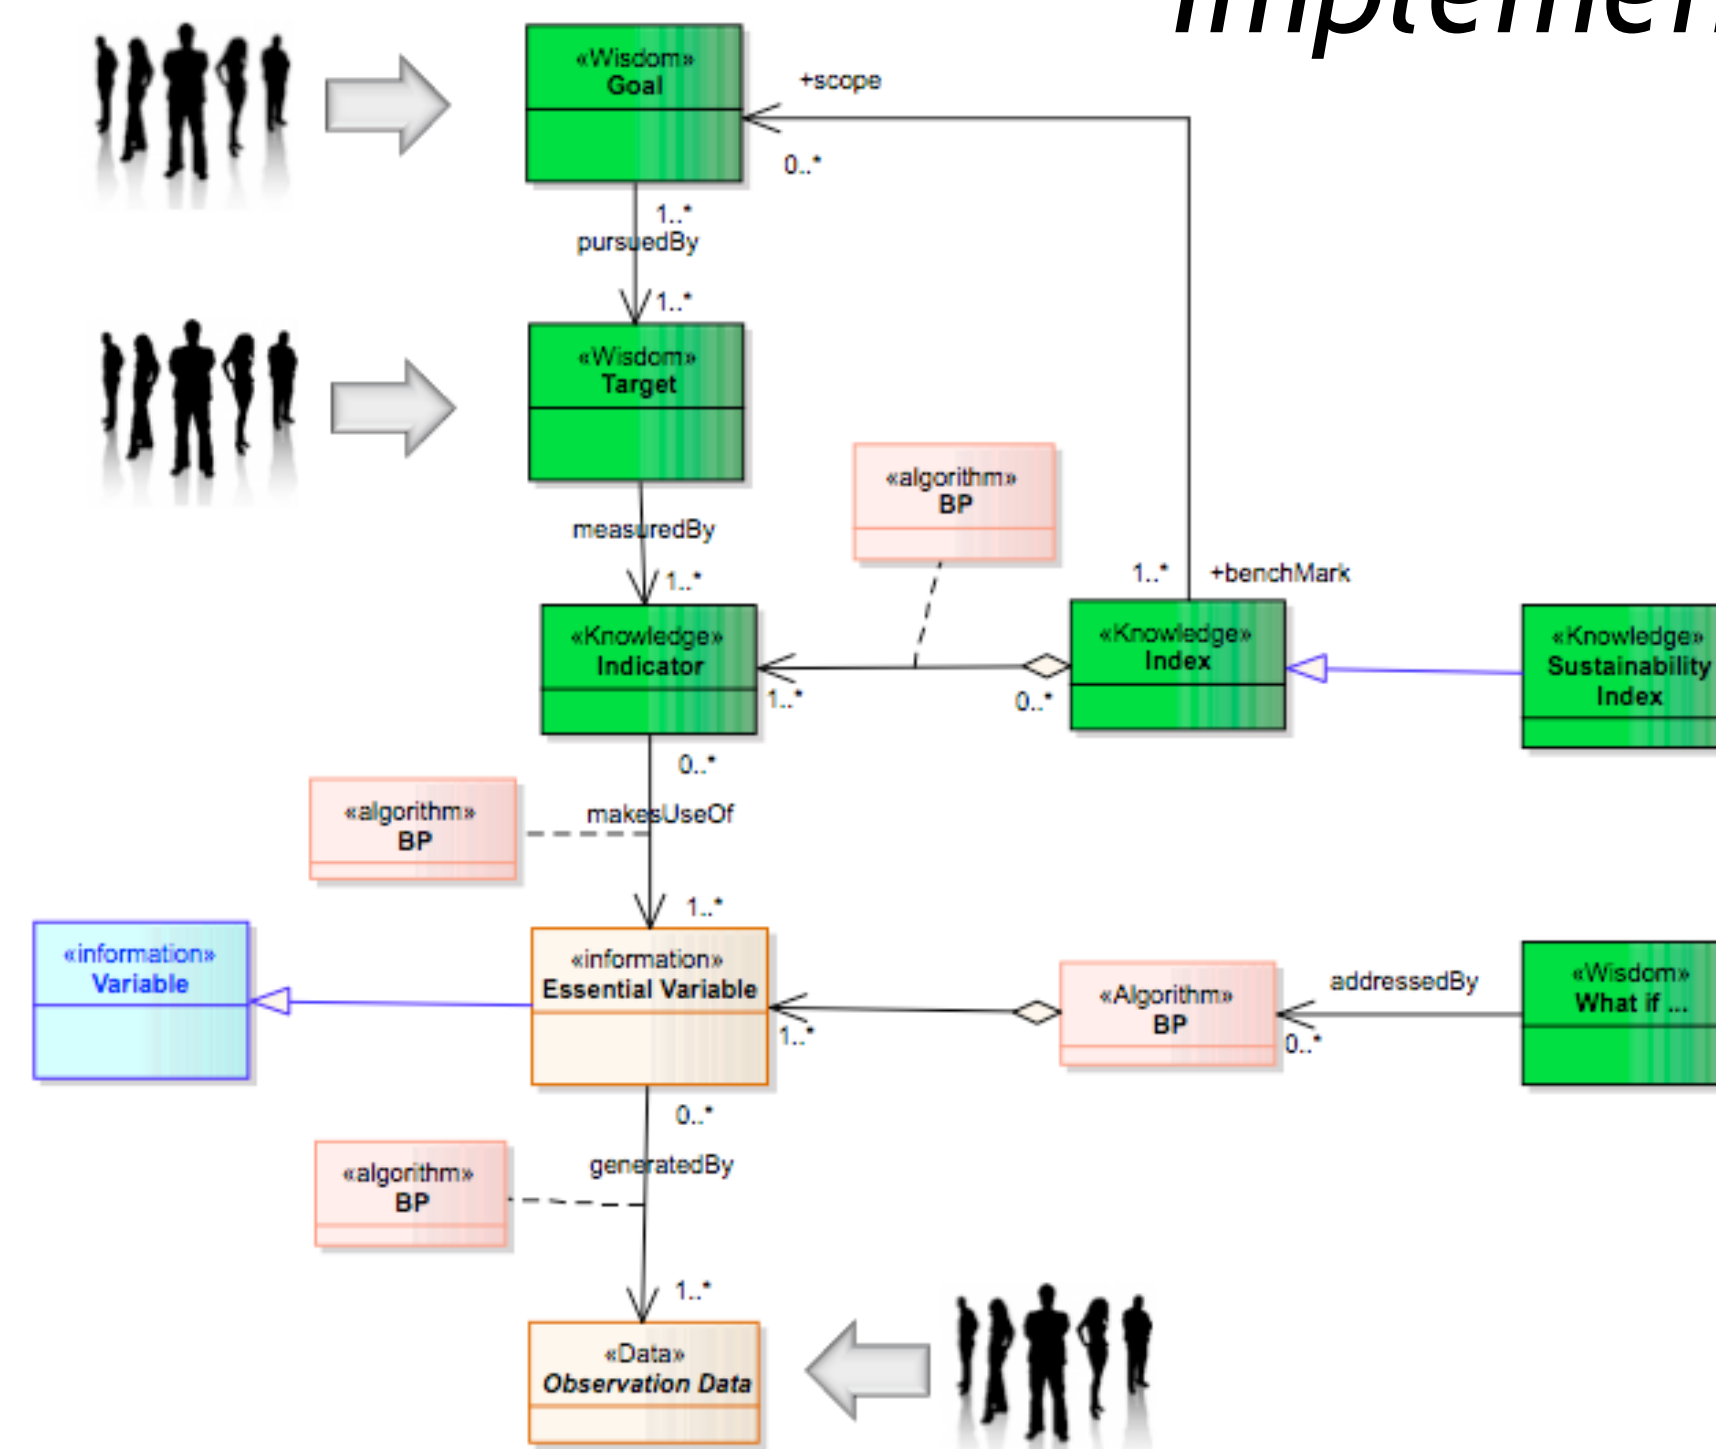 Implemen
«Wisdom»
Goal
+scope
0..*
1..*
pursuedBy
1..*
«Wisdom»
Target
measuredBy
1..*
«algorithm»
BP
1..*
+benchMark
«Knowledge»
Indicator
1..*
0..*
«Knowledge»
Index
«Knowledge»
Sustainability
Index
0..*
«algorithm»
BP
makesUseOf
1..*
«information»
Variable
«information»
Essential Variable
1..*
«Algorithm»
BP
addressedBy
0..*
«Wisdom»
What if ...
0..*
«algorithm»
BP
generatedBy
1..*
«Data»
Observation Data